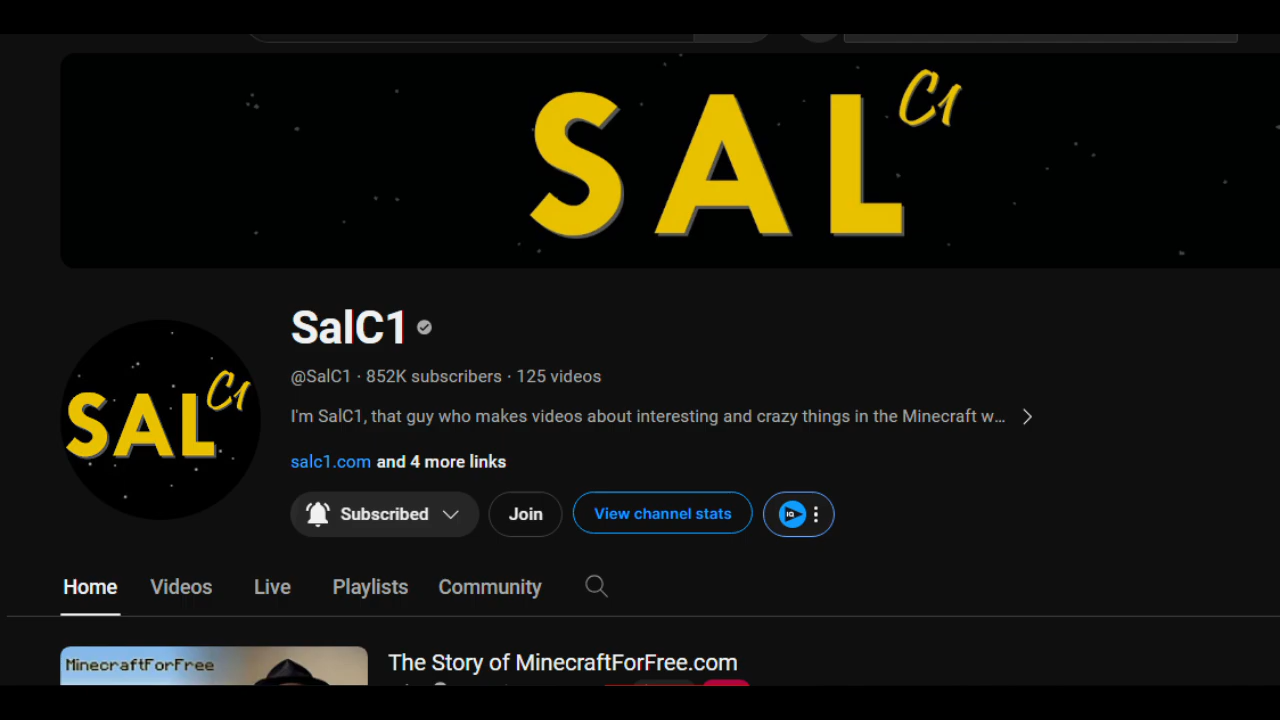 SAL C1
SalC1
@SalC1 · 852K subscribers · 125 videos
I'm SalC1, that guy who makes videos about interesting and crazy things in the Minecraft w...
SAL C1
salc1.com and 4 more links
Subscribed Join View channel stats IQ
Home Videos Live Playlists Community
MinecraftForFree
The Story of MinecraftForFree.com